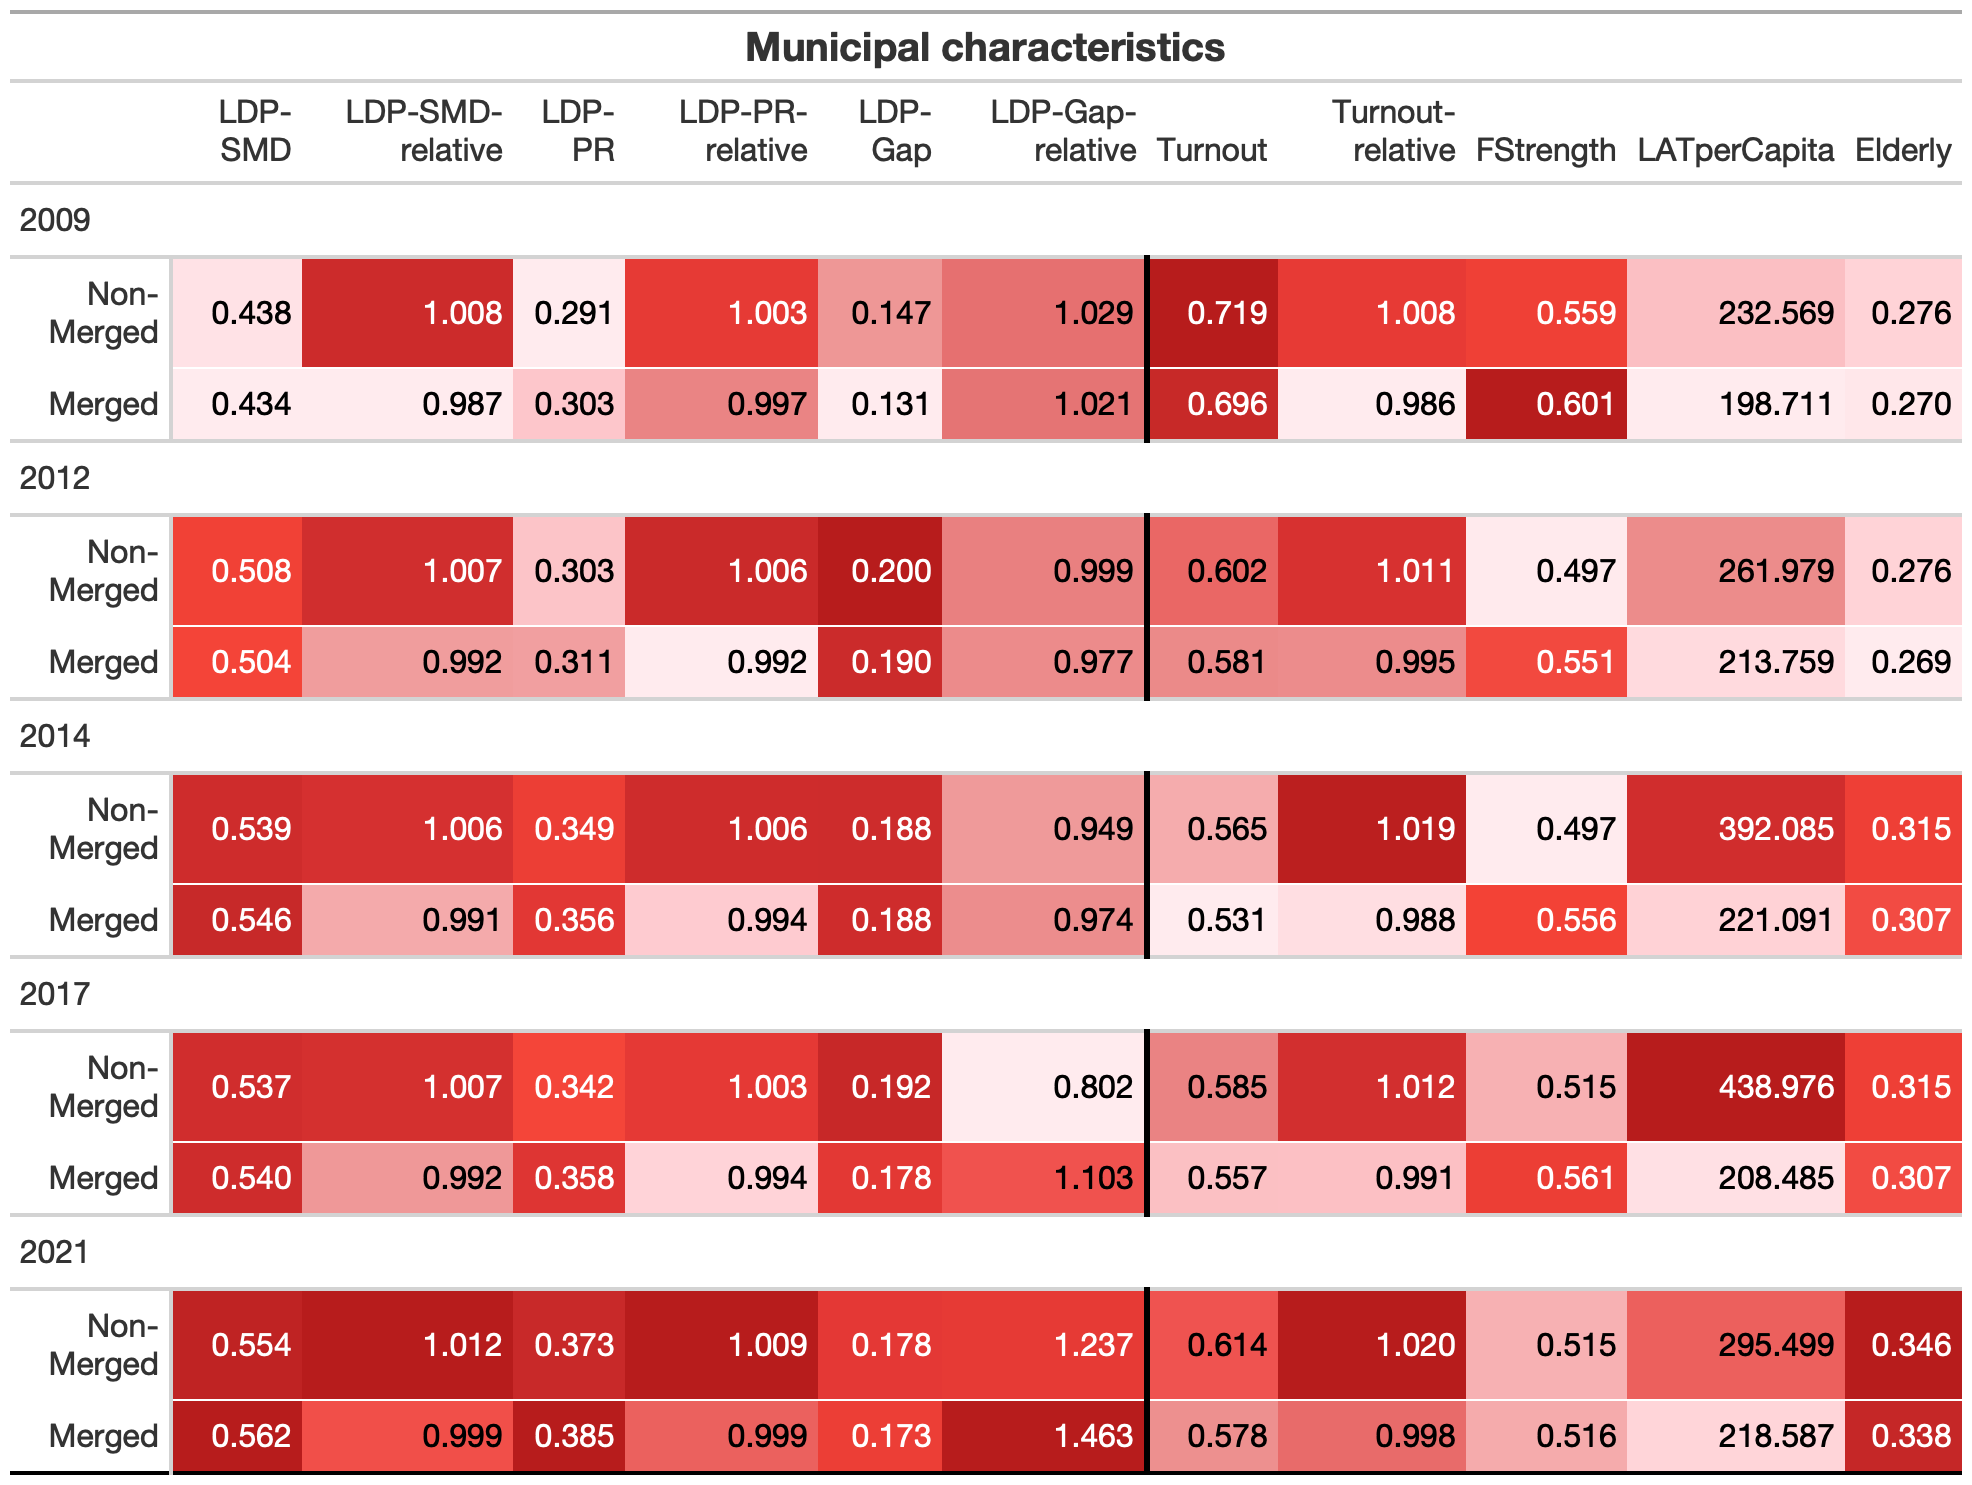 Municipal characteristics
LDP-SMD LDP-SMD-relative LDP-PR LDP-PR-relative LDP-Gap LDP-Gap-relative Turnout Turnout-relative FStrength LATperCapita Elderly
2009
Non-Merged 0.438 1.008 0.291 1.003 0.147 1.029 0.719 1.008 0.559 232.569 0.276
Merged 0.434 0.987 0.303 0.997 0.131 1.021 0.696 0.986 0.601 198.711 0.270
2012
Non-Merged 0.508 1.007 0.303 1.006 0.200 0.999 0.602 1.011 0.497 261.979 0.276
Merged 0.504 0.992 0.311 0.992 0.190 0.977 0.581 0.995 0.551 213.759 0.269
2014
Non-Merged 0.539 1.006 0.349 1.006 0.188 0.949 0.565 1.019 0.497 392.085 0.315
Merged 0.546 0.991 0.356 0.994 0.188 0.974 0.531 0.988 0.556 221.091 0.307
2017
Non-Merged 0.537 1.007 0.342 1.003 0.192 0.802 0.585 1.012 0.515 438.976 0.315
Merged 0.540 0.992 0.358 0.994 0.178 1.103 0.557 0.991 0.561 208.485 0.307
2021
Non-Merged 0.554 1.012 0.373 1.009 0.178 1.237 0.614 1.020 0.515 295.499 0.346
Merged 0.562 0.999 0.385 0.999 0.173 1.463 0.578 0.998 0.516 218.587 0.338